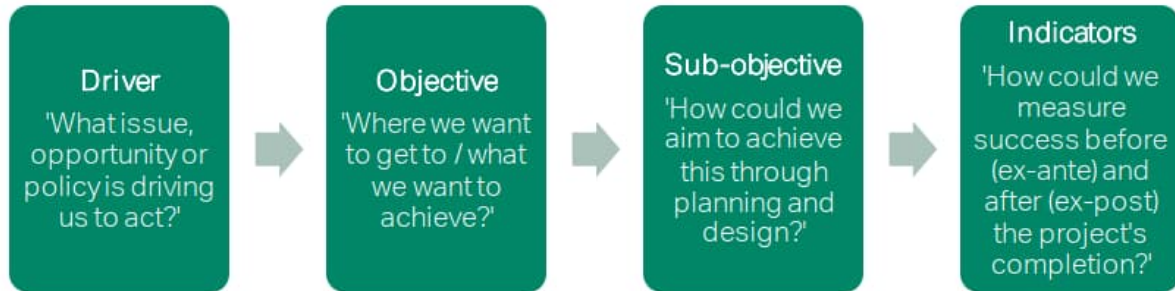 Driver
'What issue,
opportunity or
policy is driving
us to act?'
Objective
'Where we want
to get to / what
we want to
achieve?'
Sub-objective
'How could we
aim to achieve
this through
planning and
design?'
Indicators
'How could we
measure
success before
(ex-ante) and
after (ex-post)
the project's
completion?'